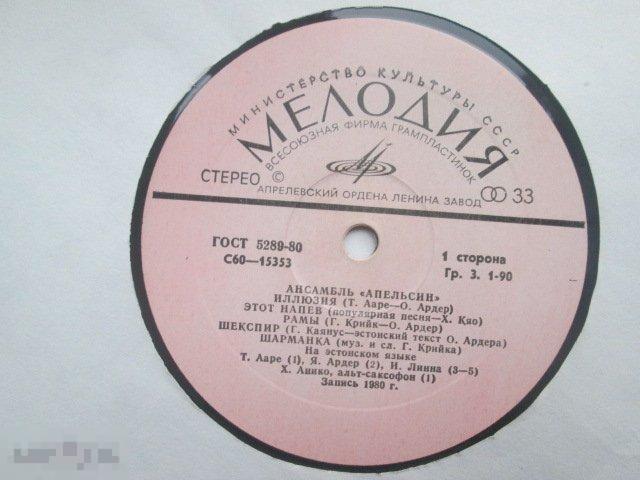 МИНИСТЕРСТВО КУЛЬТУРЫ СССР
МЕЛОДИЯ
ВСЕСОЮЗНАЯ ФИРМА ГРАМПЛАСТИНОК
СТЕРЕО ©
33
АПРЕЛЕВСКИЙ ОРДЕНА ЛЕНИНА ЗАВОД
ГОСТ 5289-80
С60—15353
1 сторона
Гр. 3. 1-90
АНСАМБЛЬ «АПЕЛЬСИН»
ИЛЛЮЗИЯ (Т. Ааре—О. Ардер)
ЭТОТ НАПЕВ (популярная песня—Х. Кяо)
РАМЫ (Г. Крийк—О. Ардер)
ШЕКСПИР (Г. Каянус—эстонский текст О. Ардера)
ШАРМАНКА (муз. и сл. Г. Крийка)
На эстонском языке
Т. Ааре (1), Я. Ардер (2), И. Линна (3—5)
Х. Анико, альт-саксофон (1)
Запись 1980 г.